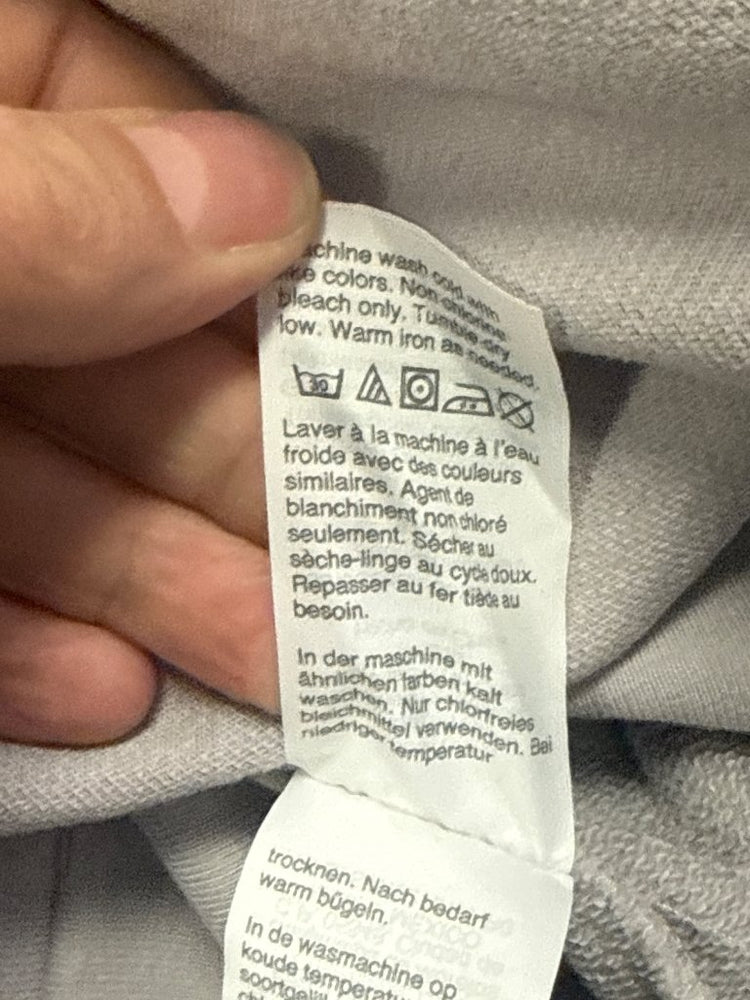 achine wash cold with
ke colors. Non-chlorine
bleach only. Tumble dry
low. Warm iron as needed.
30
Laver à la machine à l'eau
froide avec des couleurs
similaires. Agent de
blanchiment non chloré
seulement. Sécher au
sèche-linge au cycle doux.
Repasser au fer tiède au
besoin.
In der maschine mit
ähnlichen farben kalt
waschen. Nur chlorfreies
bleichmittel verwenden. Bei
niedriger temperatur
trocknen. Nach bedarf
warm bügeln.
In de wasmachine op
koude temperatu
soortgelij